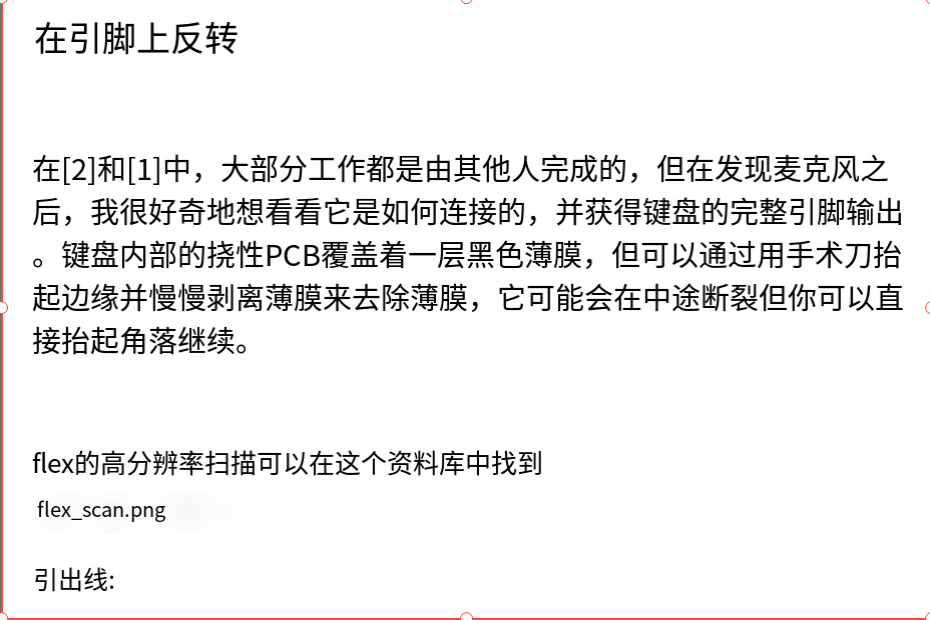 在引脚上反转
在[2]和[1]中，大部分工作都是由其他人完成的，但在发现麦克风之
后，我很好奇地想看看它是如何连接的，并获得键盘的完整引脚输出
。键盘内部的挠性PCB覆盖着一层黑色薄膜，但可以通过用手术刀抬
起边缘并慢慢剥离薄膜来去除薄膜，它可能会在中途断裂但你可以直
接抬起角落继续。
flex的高分辨率扫描可以在这个资料库中找到
flex_scan.png
引出线: